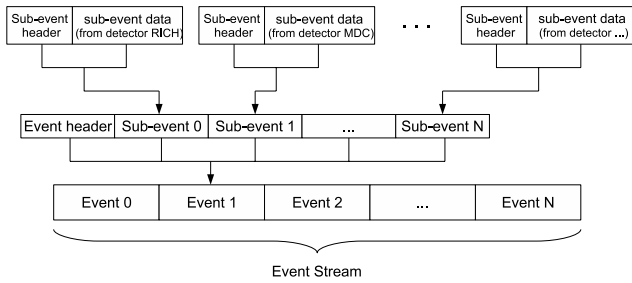 Sub-event header
sub-event data (from detector RICH)
Sub-event header
sub-event data (from detector MDC)
. . .
Sub-event header
sub-event data (from detector ...)
Event header
Sub-event 0
Sub-event 1
...
Sub-event N
Event 0
Event 1
Event 2
...
Event N
Event Stream